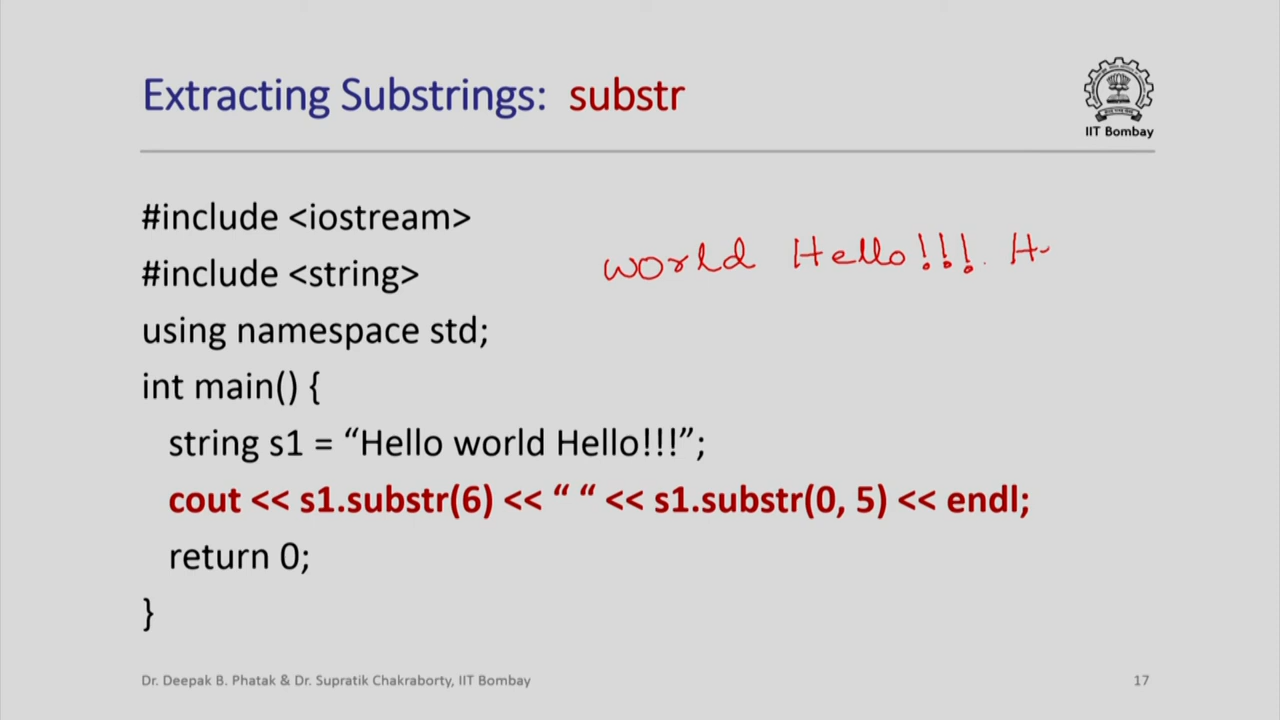 Extracting Substrings: substr
IIT Bombay
#include <iostream>
#include <string>
using namespace std;
int main() {
string s1 = “Hello world Hello!!!”;
cout << s1.substr(6) << “ “ << s1.substr(0, 5) << endl;
return 0;
}
world Hello!!! H
Dr. Deepak B. Phatak & Dr. Supratik Chakraborty, IIT Bombay
17